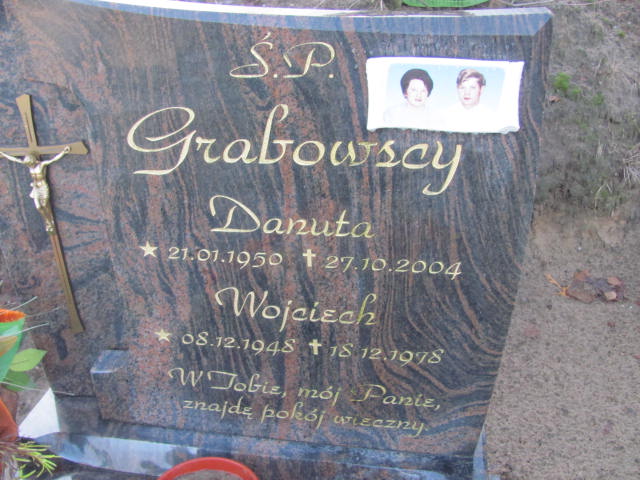 Ś.P.
Grabowscy
Danuta
★ 21.01.1950 ✝ 27.10.2004
Wojciech
★ 08.12.1948 ✝ 18.12.1978
W Tobie, mój Panie,
znajdę pokój wieczny.